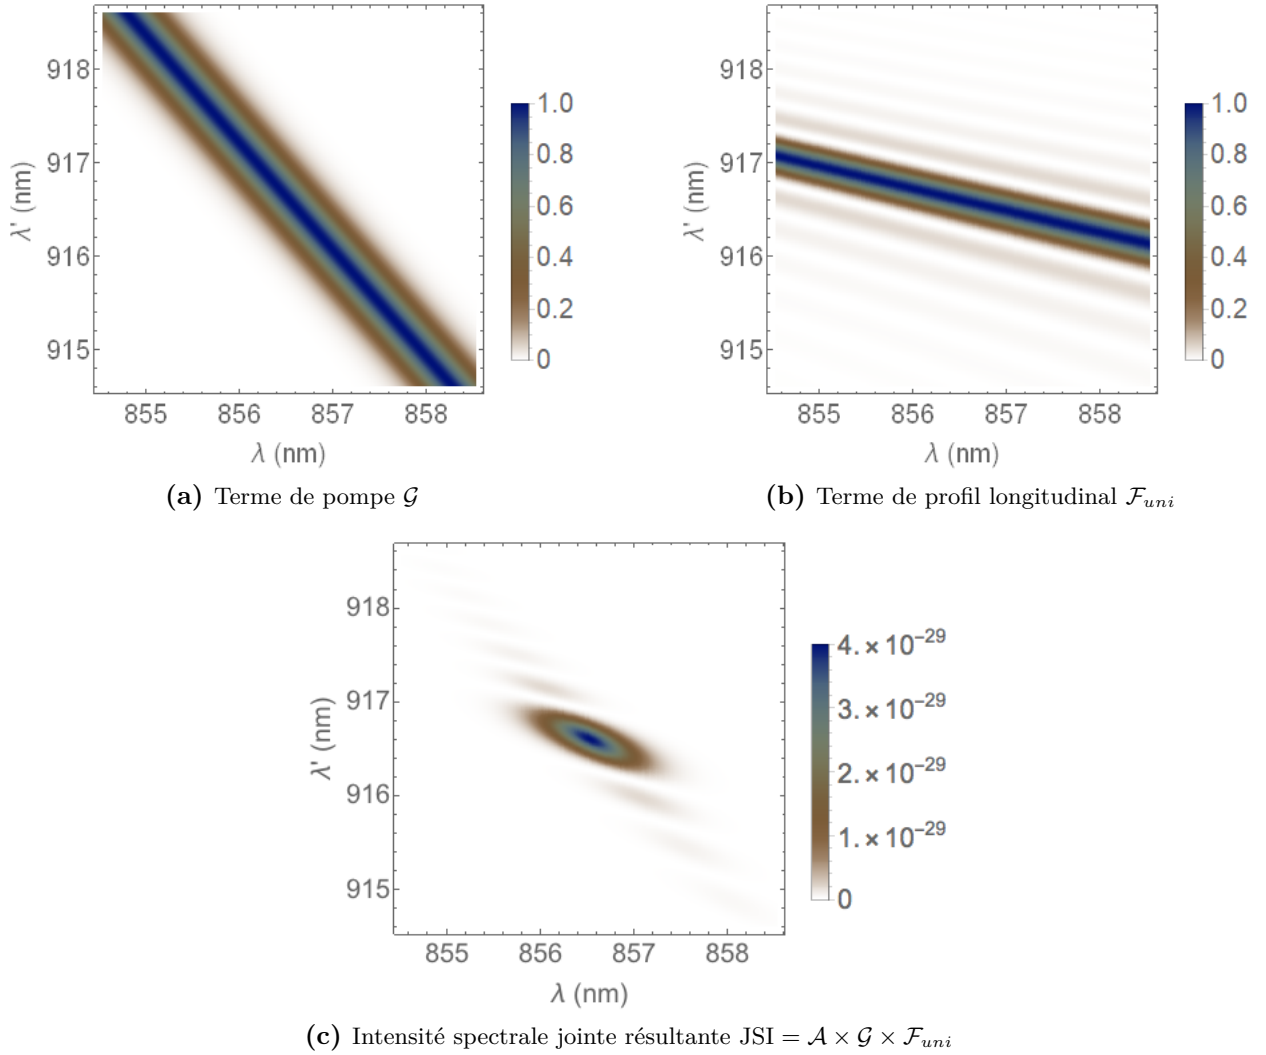 918
917
916
915
λ' (nm)
855 856 857 858
λ (nm)
1.0
0.8
0.6
0.4
0.2
0
(a) Terme de pompe 𝒢
918
917
916
915
λ' (nm)
855 856 857 858
λ (nm)
1.0
0.8
0.6
0.4
0.2
0
(b) Terme de profil longitudinal ℱ_uni
918
917
916
915
λ' (nm)
855 856 857 858
λ (nm)
4.×10⁻²⁹
3.×10⁻²⁹
2.×10⁻²⁹
1.×10⁻²⁹
0
(c) Intensité spectrale jointe résultante JSI = 𝒜 × 𝒢 × ℱ_uni